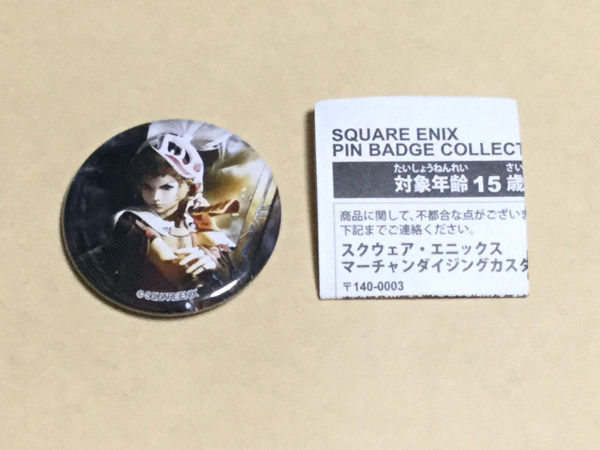 © SQUARE ENIX
SQUARE ENIX
PIN BADGE COLLECT
たいしょうねんれい さい
対象年齢 15 歳
商品に関して、不都合な点がございま
下記までご連絡ください。
スクウェア・エニックス
マーチャンダイジングカスタ
〒140-0003